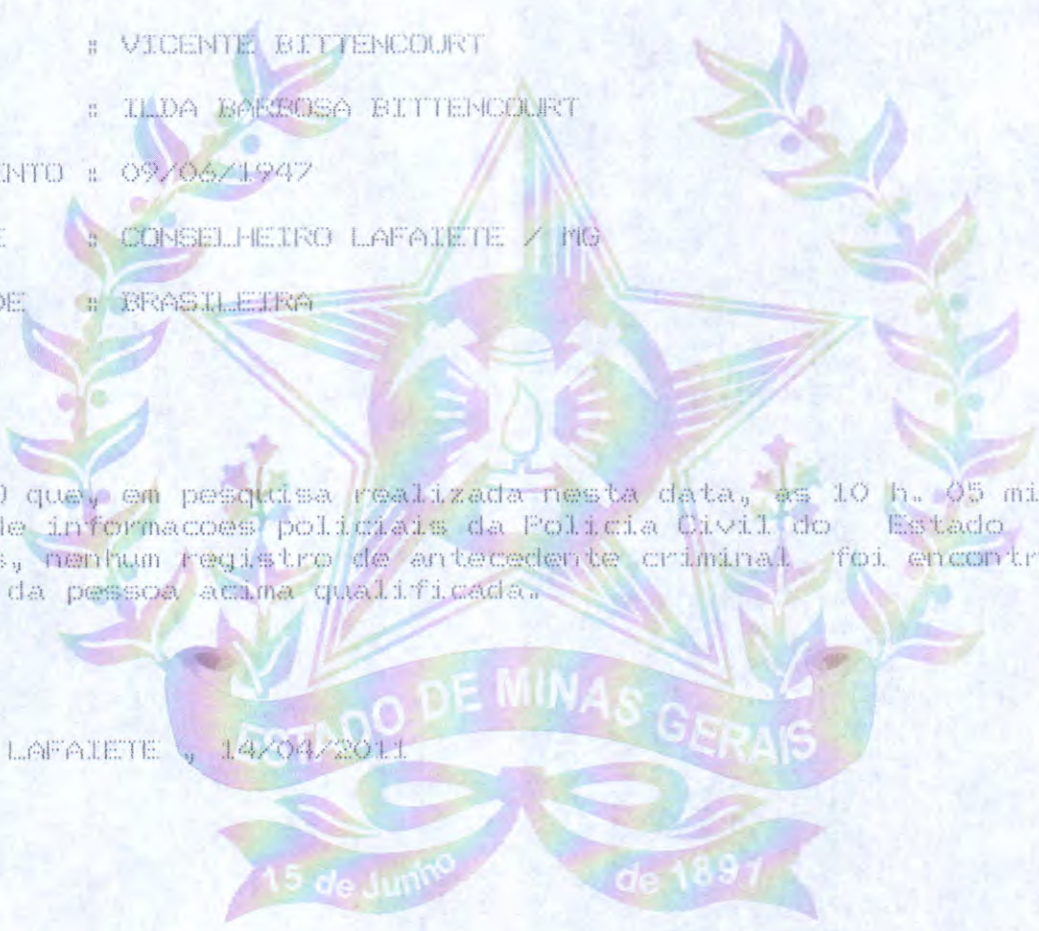 : VICENTE BITTENCOURT
: ILDA BARBOSA BITTENCOURT
ENTO : 09/06/1947
E : CONSELHEIRO LAFAIETE / MG
DE : BRASILEIRA
O que, em pesquisa realizada nesta data, as 10 h. 05 mi
de informacoes policiais da Policia Civil do Estado
s, nenhum registro de antecedente criminal foi encontr
da pessoa acima qualificada.
ESTADO DE MINAS GERAIS
LAFAIETE , 14/04/2011
15 de Junho de 1891